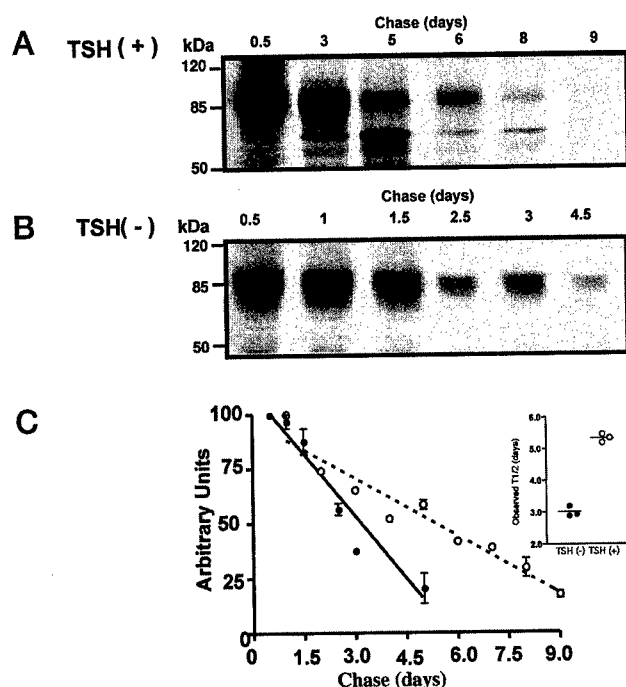 Chase (days)
A TSH (+) kDa 0.5 3 5 6 8 9
120
85
50
Chase (days)
B TSH(-) kDa 0.5 1 1.5 2.5 3 4.5
120
85
50
C
Arbitrary Units
100
75
50
25
0
0 1.5 3.0 4.5 6.0 7.5 9.0
Chase (days)
Observed T1/2 (days)
6.0
5.0
4.0
3.0
2.0
TSH (-) TSH (+)